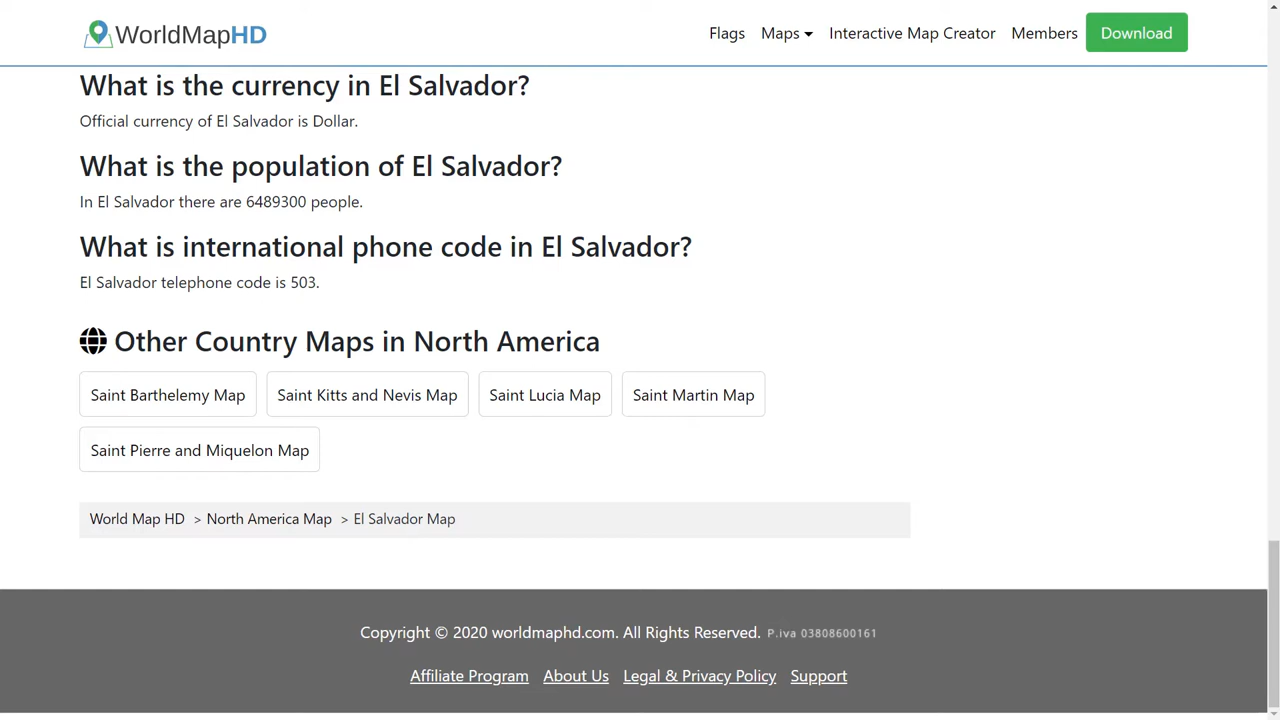 WorldMapHD
Flags Maps Interactive Map Creator Members Download
What is the currency in El Salvador?
Official currency of El Salvador is Dollar.
What is the population of El Salvador?
In El Salvador there are 6489300 people.
What is international phone code in El Salvador?
El Salvador telephone code is 503.
Other Country Maps in North America
Saint Barthelemy Map Saint Kitts and Nevis Map Saint Lucia Map Saint Martin Map
Saint Pierre and Miquelon Map
World Map HD > North America Map > El Salvador Map
Copyright © 2020 worldmaphd.com. All Rights Reserved. P.iva 03808600161
Affiliate Program About Us Legal & Privacy Policy Support